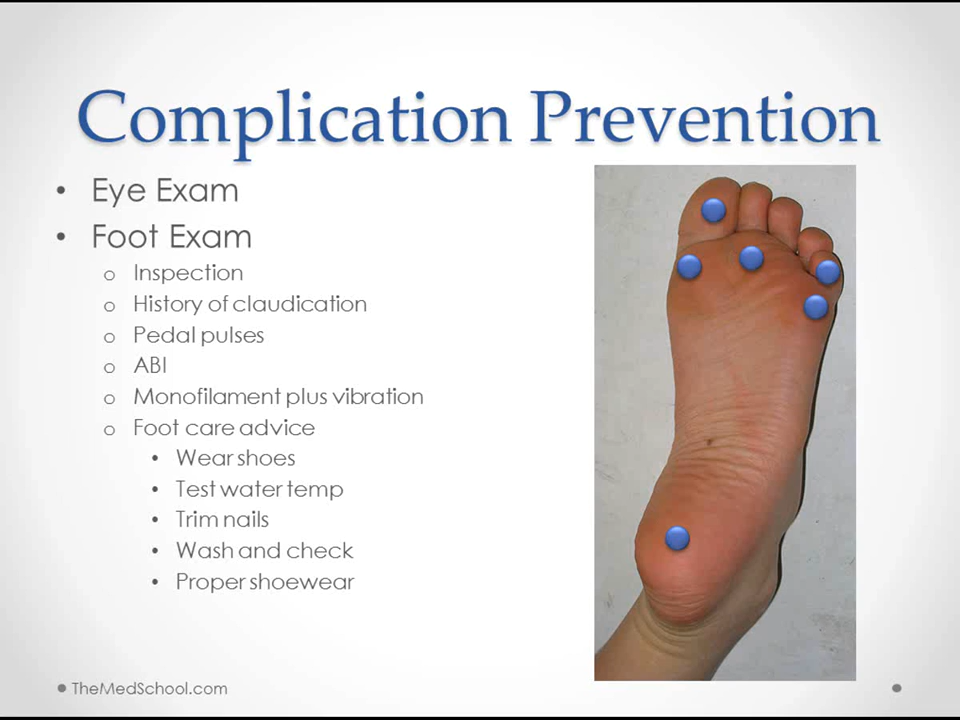 Complication Prevention
• Eye Exam
• Foot Exam
o Inspection
o History of claudication
o Pedal pulses
o ABI
o Monofilament plus vibration
o Foot care advice
• Wear shoes
• Test water temp
• Trim nails
• Wash and check
• Proper shoewear
TheMedSchool.com